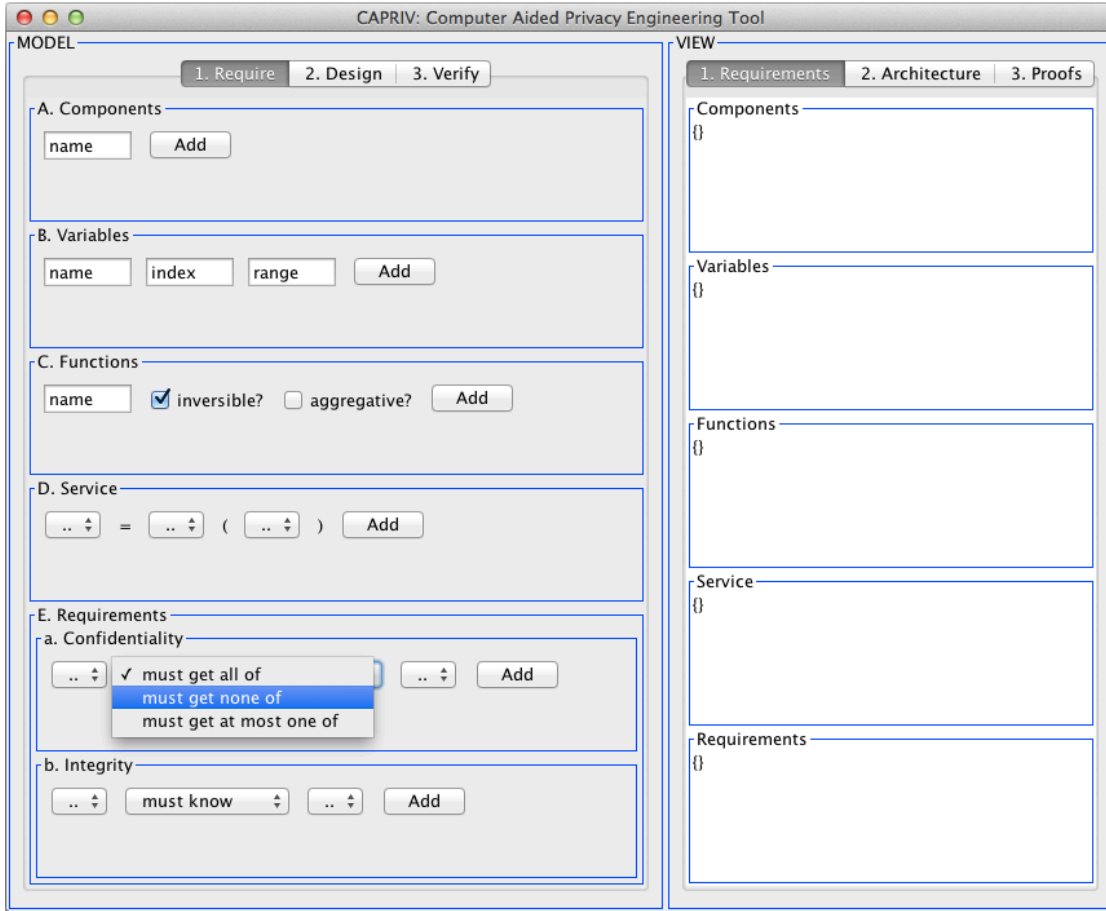 CAPRIV: Computer Aided Privacy Engineering Tool
MODEL
1. Require 2. Design 3. Verify
A. Components
name Add
B. Variables
name index range Add
C. Functions
name inversible? aggregative? Add
D. Service
.. = .. ( .. ) Add
E. Requirements
a. Confidentiality
.. ✓ must get all of .. Add
must get none of
must get at most one of
b. Integrity
.. must know .. Add
VIEW
1. Requirements 2. Architecture 3. Proofs
Components
{}
Variables
{}
Functions
{}
Service
{}
Requirements
{}